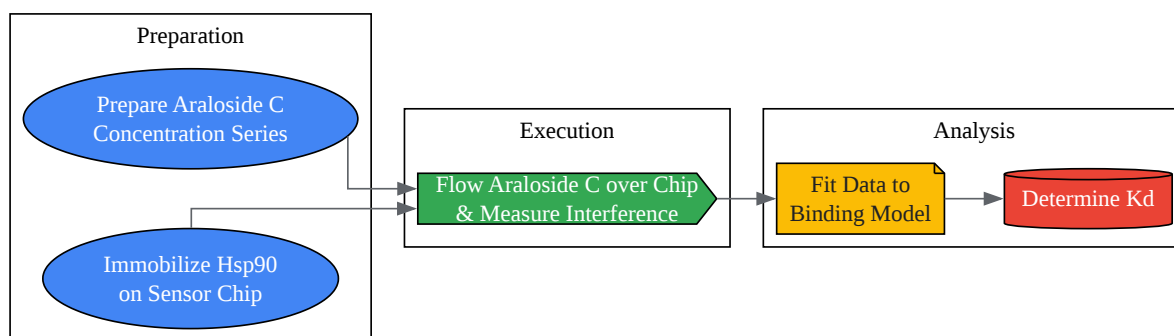 Preparation
Prepare Araloside C
Concentration Series
Immobilize Hsp90
on Sensor Chip
Execution
Flow Araloside C over Chip
& Measure Interference
Analysis
Fit Data to
Binding Model
Determine Kd